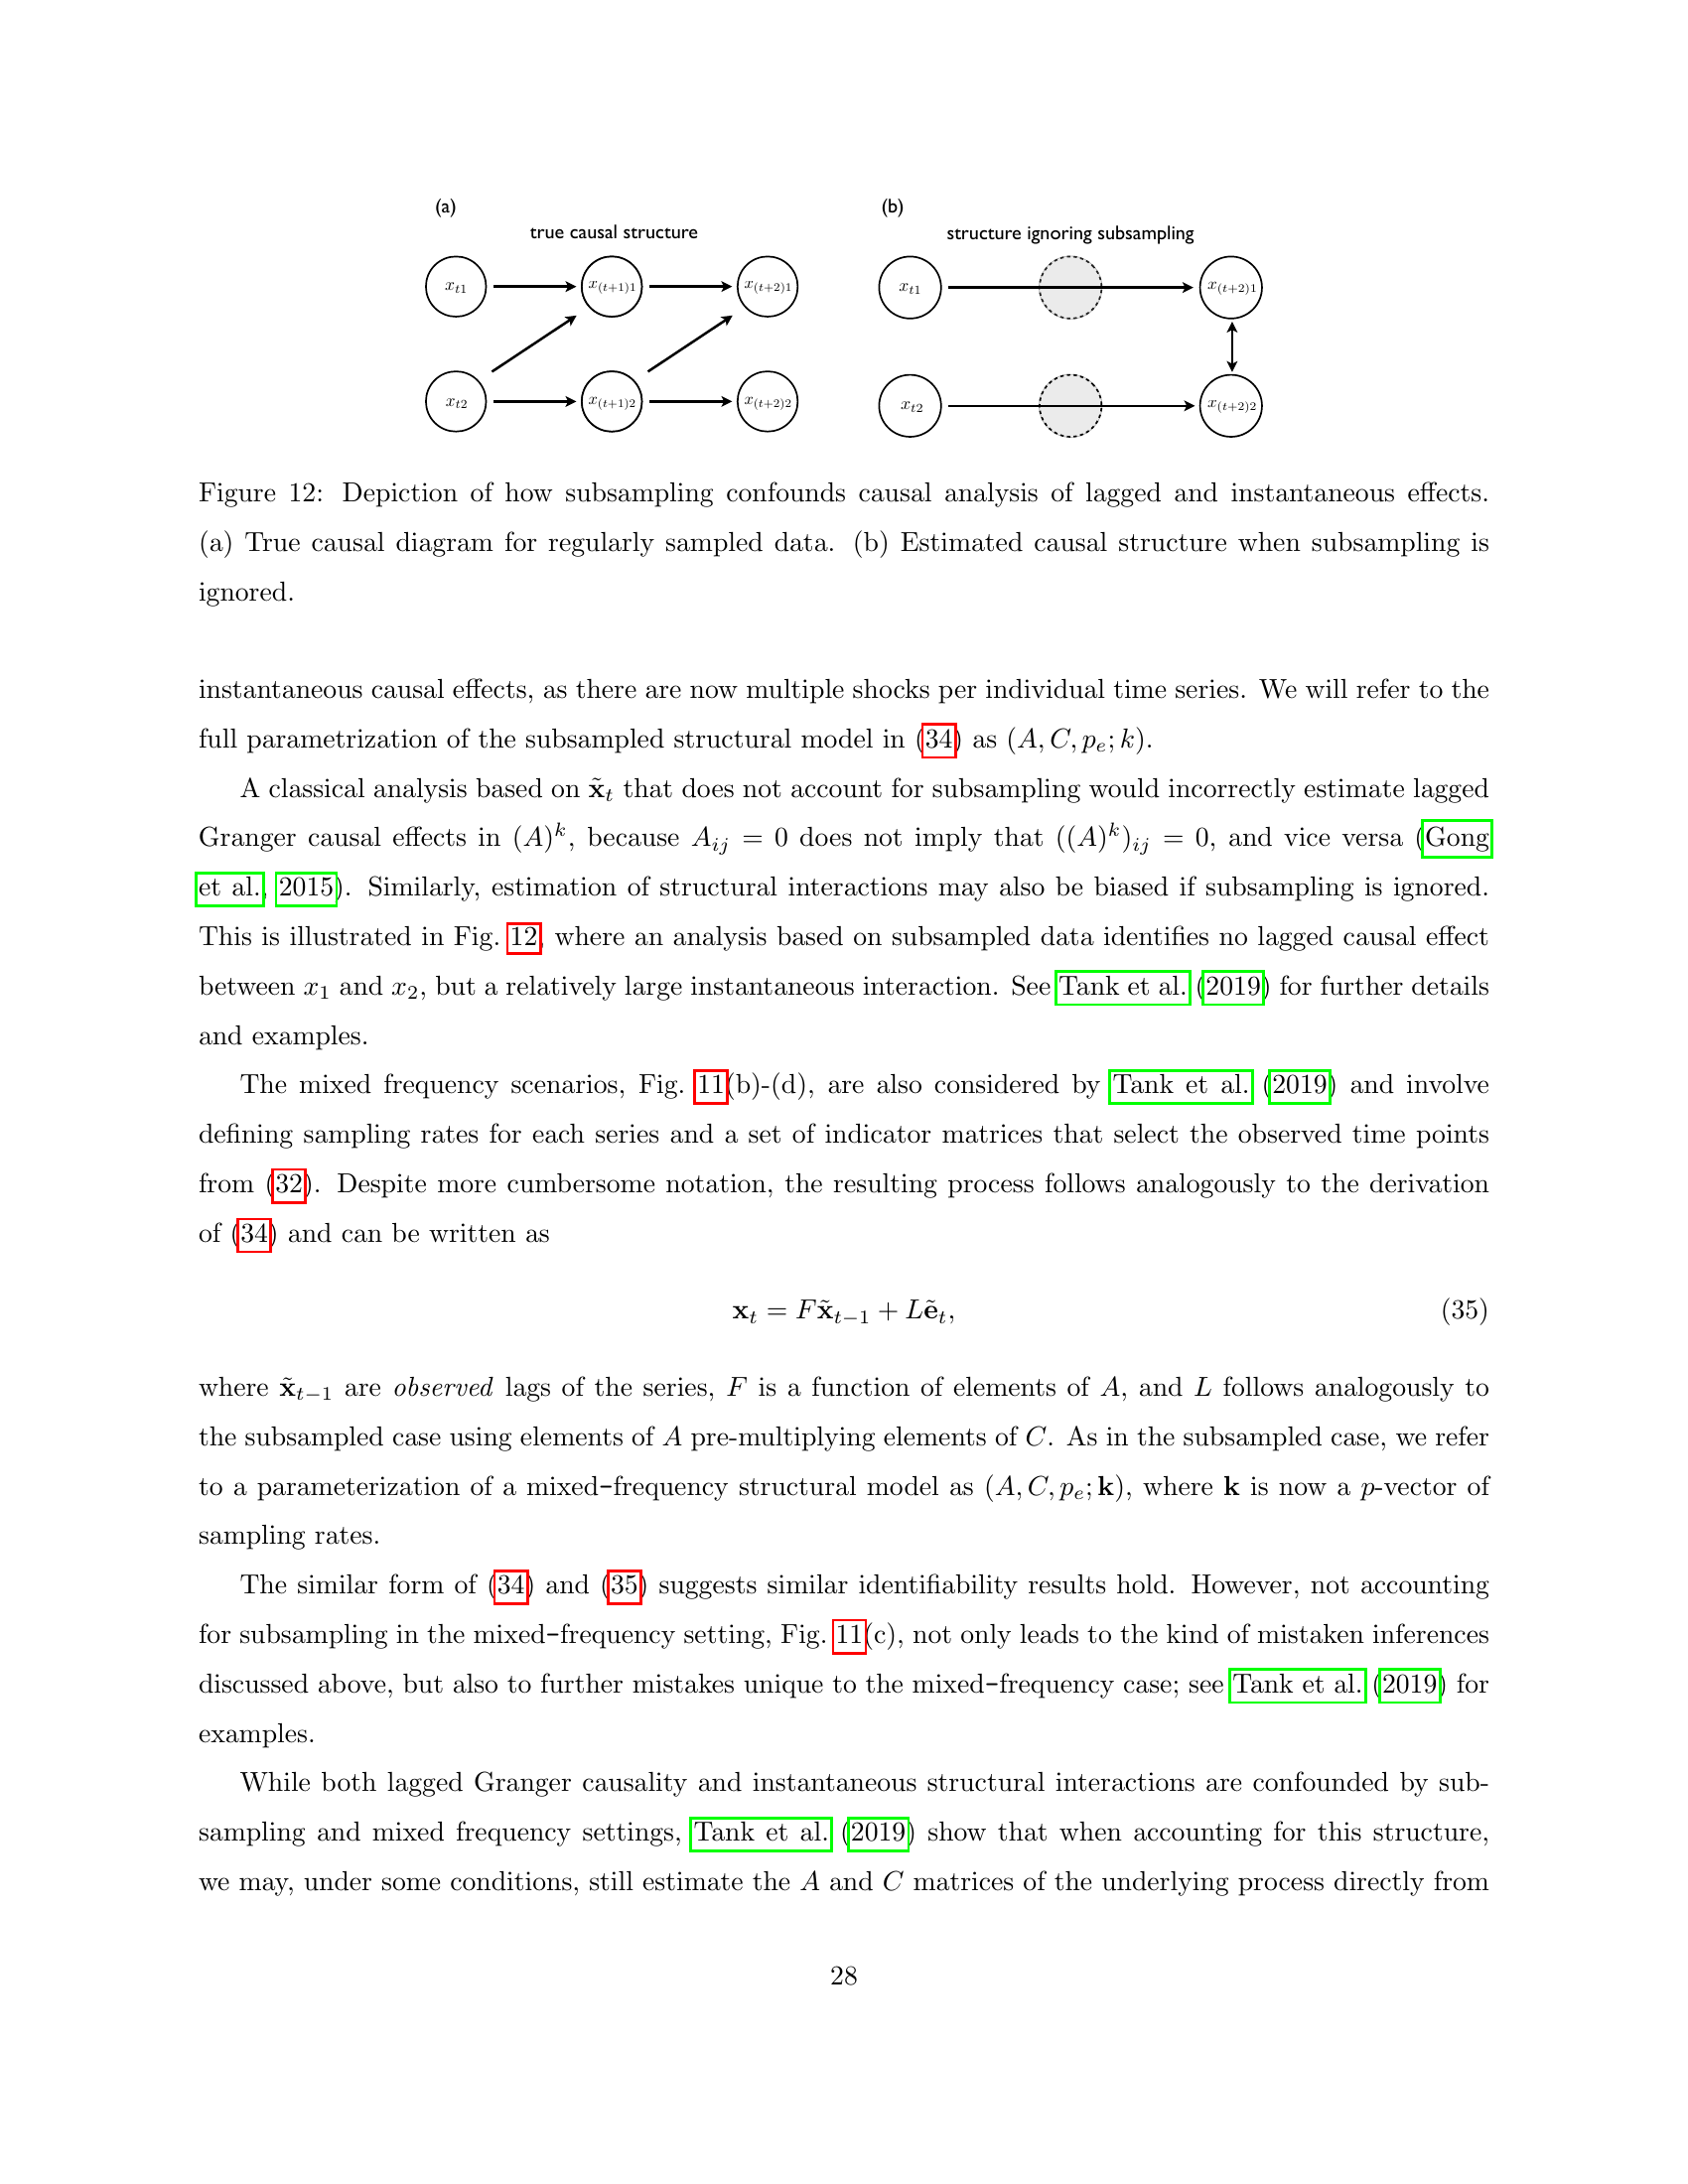 (a)
true causal structure
x_{t1} x_{(t+1)1} x_{(t+2)1}
x_{t2} x_{(t+1)2} x_{(t+2)2}
(b)
structure ignoring subsampling
x_{t1} x_{(t+2)1}
x_{t2} x_{(t+2)2}
Figure 12: Depiction of how subsampling confounds causal analysis of lagged and instantaneous effects.
(a) True causal diagram for regularly sampled data. (b) Estimated causal structure when subsampling is
ignored.
instantaneous causal effects, as there are now multiple shocks per individual time series. We will refer to the
full parametrization of the subsampled structural model in (34) as (A, C, p_e; k).
A classical analysis based on x̃_t that does not account for subsampling would incorrectly estimate lagged
Granger causal effects in (A)^k, because A_{ij} = 0 does not imply that ((A)^k)_{ij} = 0, and vice versa (Gong
et al., 2015). Similarly, estimation of structural interactions may also be biased if subsampling is ignored.
This is illustrated in Fig. 12, where an analysis based on subsampled data identifies no lagged causal effect
between x_1 and x_2, but a relatively large instantaneous interaction. See Tank et al. (2019) for further details
and examples.
The mixed frequency scenarios, Fig. 11(b)-(d), are also considered by Tank et al. (2019) and involve
defining sampling rates for each series and a set of indicator matrices that select the observed time points
from (32). Despite more cumbersome notation, the resulting process follows analogously to the derivation
of (34) and can be written as
x_t = Fx̃_{t−1} + Lẽ_t, (35)
where x̃_{t−1} are observed lags of the series, F is a function of elements of A, and L follows analogously to
the subsampled case using elements of A pre-multiplying elements of C. As in the subsampled case, we refer
to a parameterization of a mixed-frequency structural model as (A, C, p_e; k), where k is now a p-vector of
sampling rates.
The similar form of (34) and (35) suggests similar identifiability results hold. However, not accounting
for subsampling in the mixed-frequency setting, Fig. 11(c), not only leads to the kind of mistaken inferences
discussed above, but also to further mistakes unique to the mixed-frequency case; see Tank et al. (2019) for
examples.
While both lagged Granger causality and instantaneous structural interactions are confounded by sub-
sampling and mixed frequency settings, Tank et al. (2019) show that when accounting for this structure,
we may, under some conditions, still estimate the A and C matrices of the underlying process directly from
28